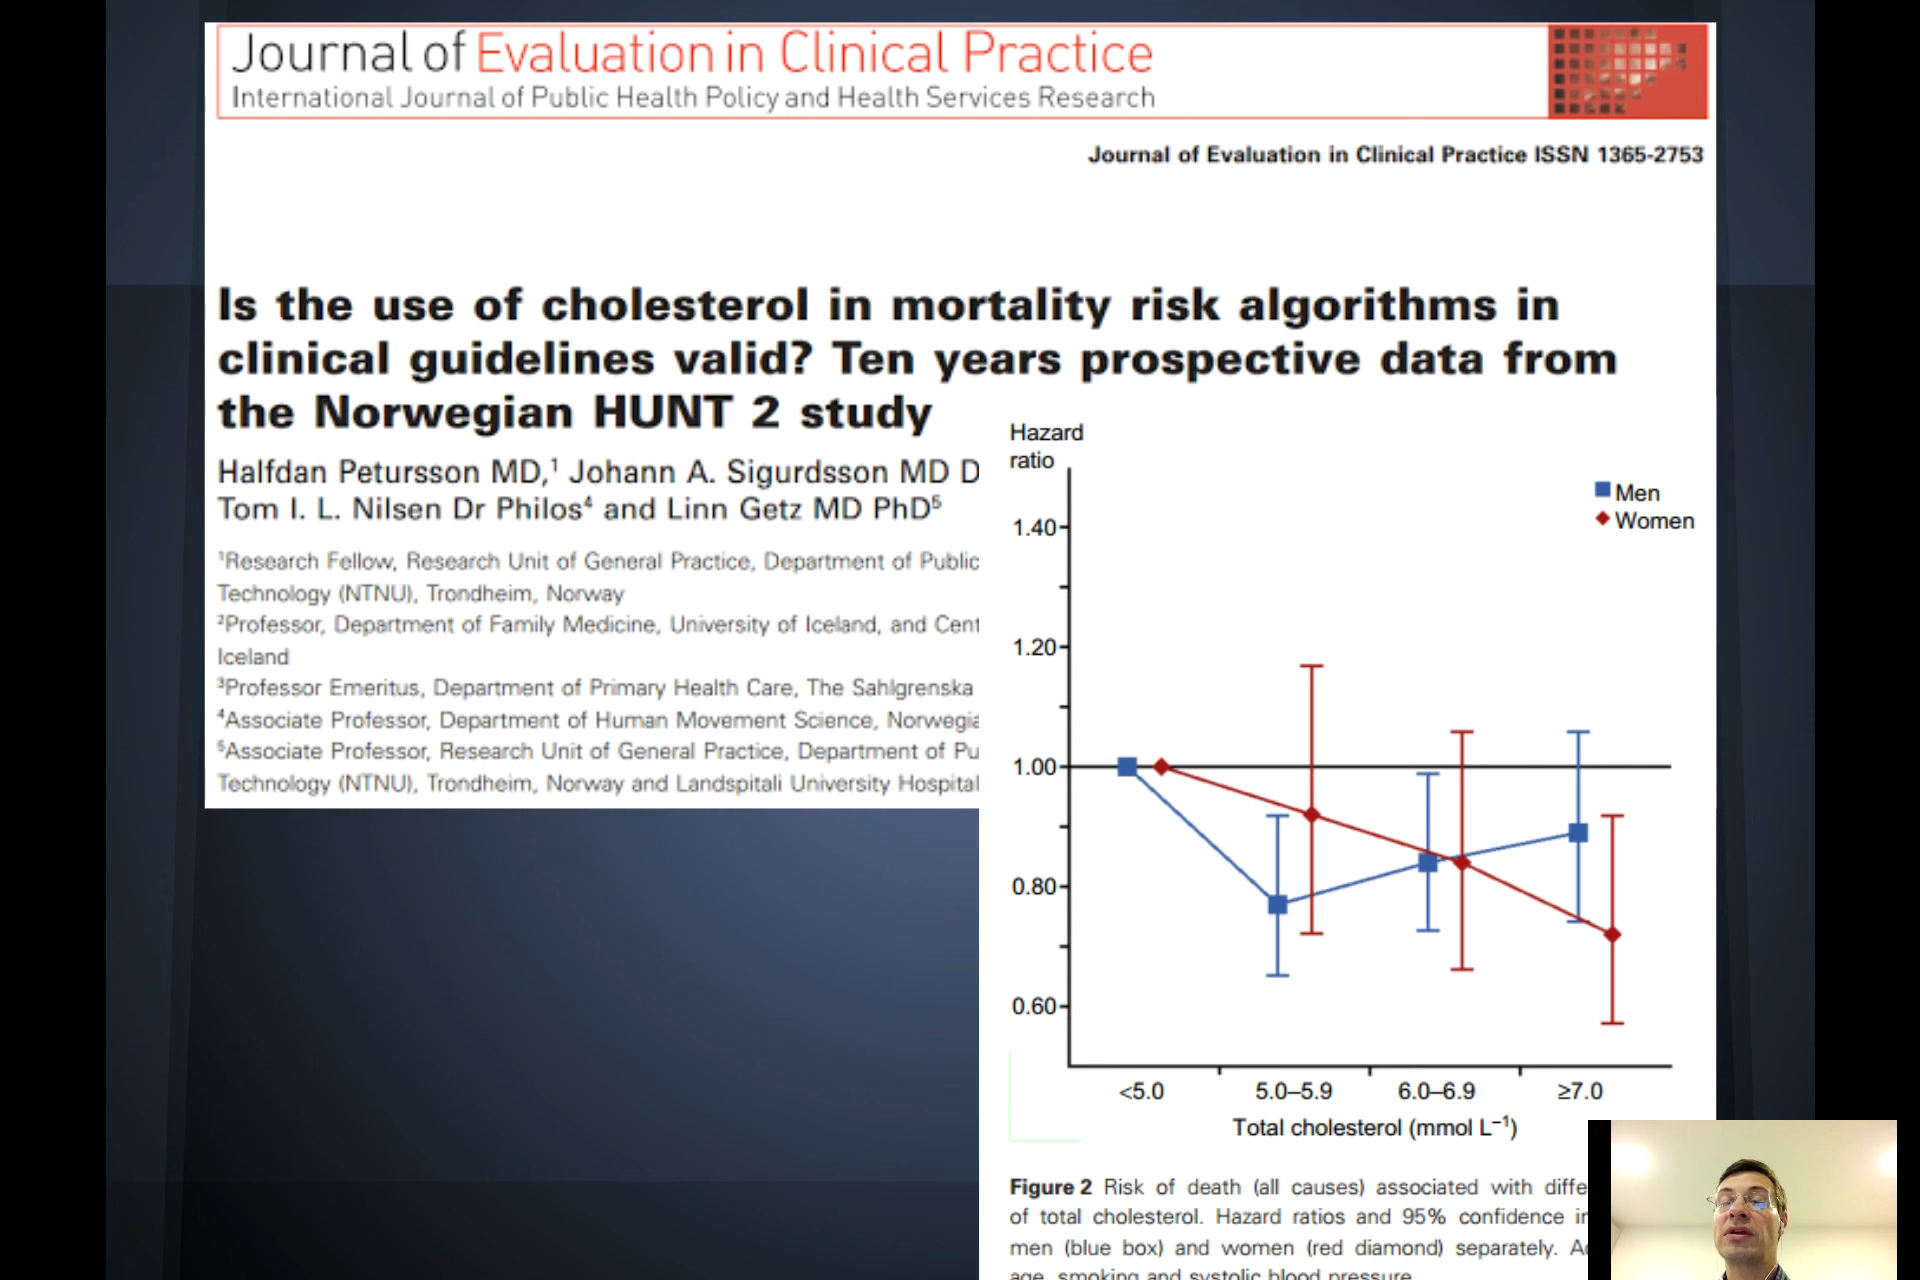 Journal of Evaluation in Clinical Practice
International Journal of Public Health Policy and Health Services Research
Journal of Evaluation in Clinical Practice ISSN 1365-2753
Is the use of cholesterol in mortality risk algorithms in
clinical guidelines valid? Ten years prospective data from
the Norwegian HUNT 2 study
Halfdan Petursson MD,¹ Johann A. Sigurdsson MD D
Tom I. L. Nilsen Dr Philos⁴ and Linn Getz MD PhD⁵
¹Research Fellow, Research Unit of General Practice, Department of Public
Technology (NTNU), Trondheim, Norway
²Professor, Department of Family Medicine, University of Iceland, and Cent
Iceland
³Professor Emeritus, Department of Primary Health Care, The Sahlgrenska
⁴Associate Professor, Department of Human Movement Science, Norwegia
⁵Associate Professor, Research Unit of General Practice, Department of Pu
Technology (NTNU), Trondheim, Norway and Landspitali University Hospital
Hazard
ratio
Men
Women
1.40
1.20
1.00
0.80
0.60
<5.0 5.0–5.9 6.0–6.9 ≥7.0
Total cholesterol (mmol L⁻¹)
Figure 2 Risk of death (all causes) associated with diffe
of total cholesterol. Hazard ratios and 95% confidence in
men (blue box) and women (red diamond) separately. A
age, smoking and systolic blood pressure.